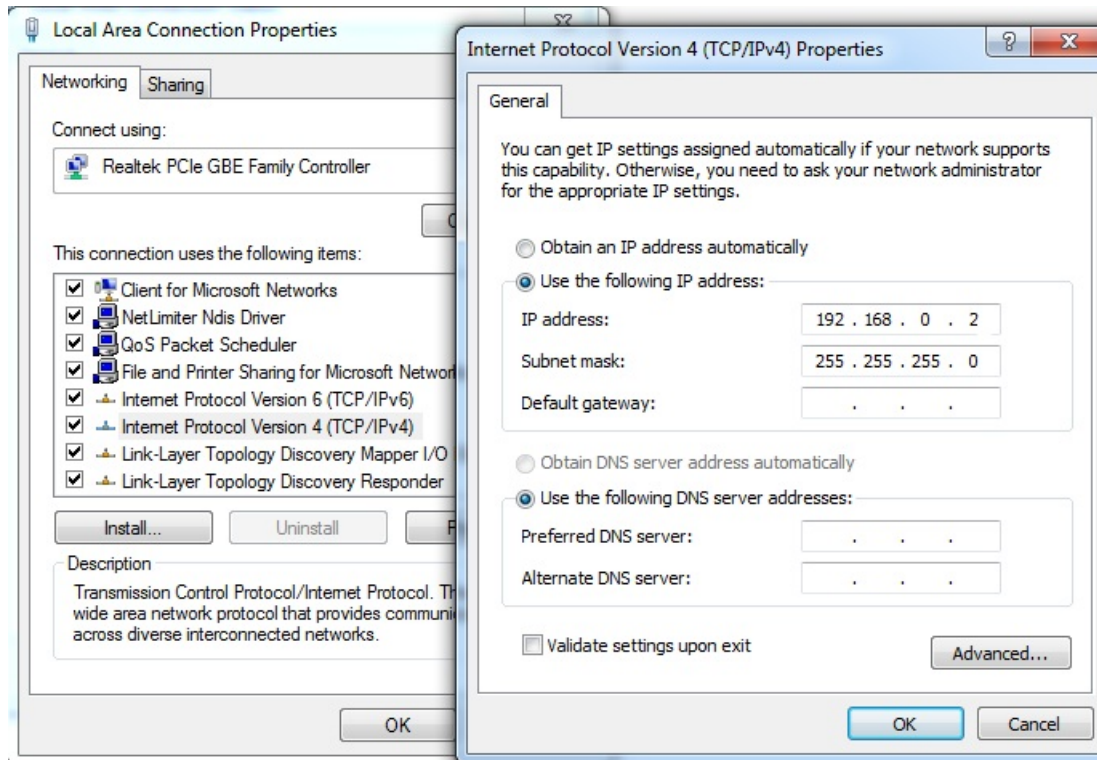 Local Area Connection Properties
Networking
Sharing
Connect using:
Realtek PCIe GBE Family Controller
This connection uses the following items:
Client for Microsoft Networks
NetLimiter Ndis Driver
QoS Packet Scheduler
File and Printer Sharing for Microsoft
Internet Protocol Version 6 (TCP/IPv6)
Internet Protocol Version 4 (TCP/IPv4)
Link-Layer Topology Discovery Mapper I/O
Link-Layer Topology Discovery Responder
Install...
Uninstall
Description
Transmission Control Protocol/Internet Protocol.
wide area network protocol that provides
across diverse interconnected networks.
OK
Internet Protocol Version 4 (TCP/IPv4) Properties
General
You can get IP settings assigned automatically if your network supports
this capability. Otherwise, you need to ask your network administrator
for the appropriate IP settings.
Obtain an IP address automatically
Use the following IP address:
IP address:
192 . 168 . 0 . 2
Subnet mask:
255 . 255 . 255 . 0
Default gateway:
. . .
Obtain DNS server address automatically
Use the following DNS server addresses:
Preferred DNS server:
. . .
Alternate DNS server:
. . .
Validate settings upon exit
Advanced...
OK
Cancel